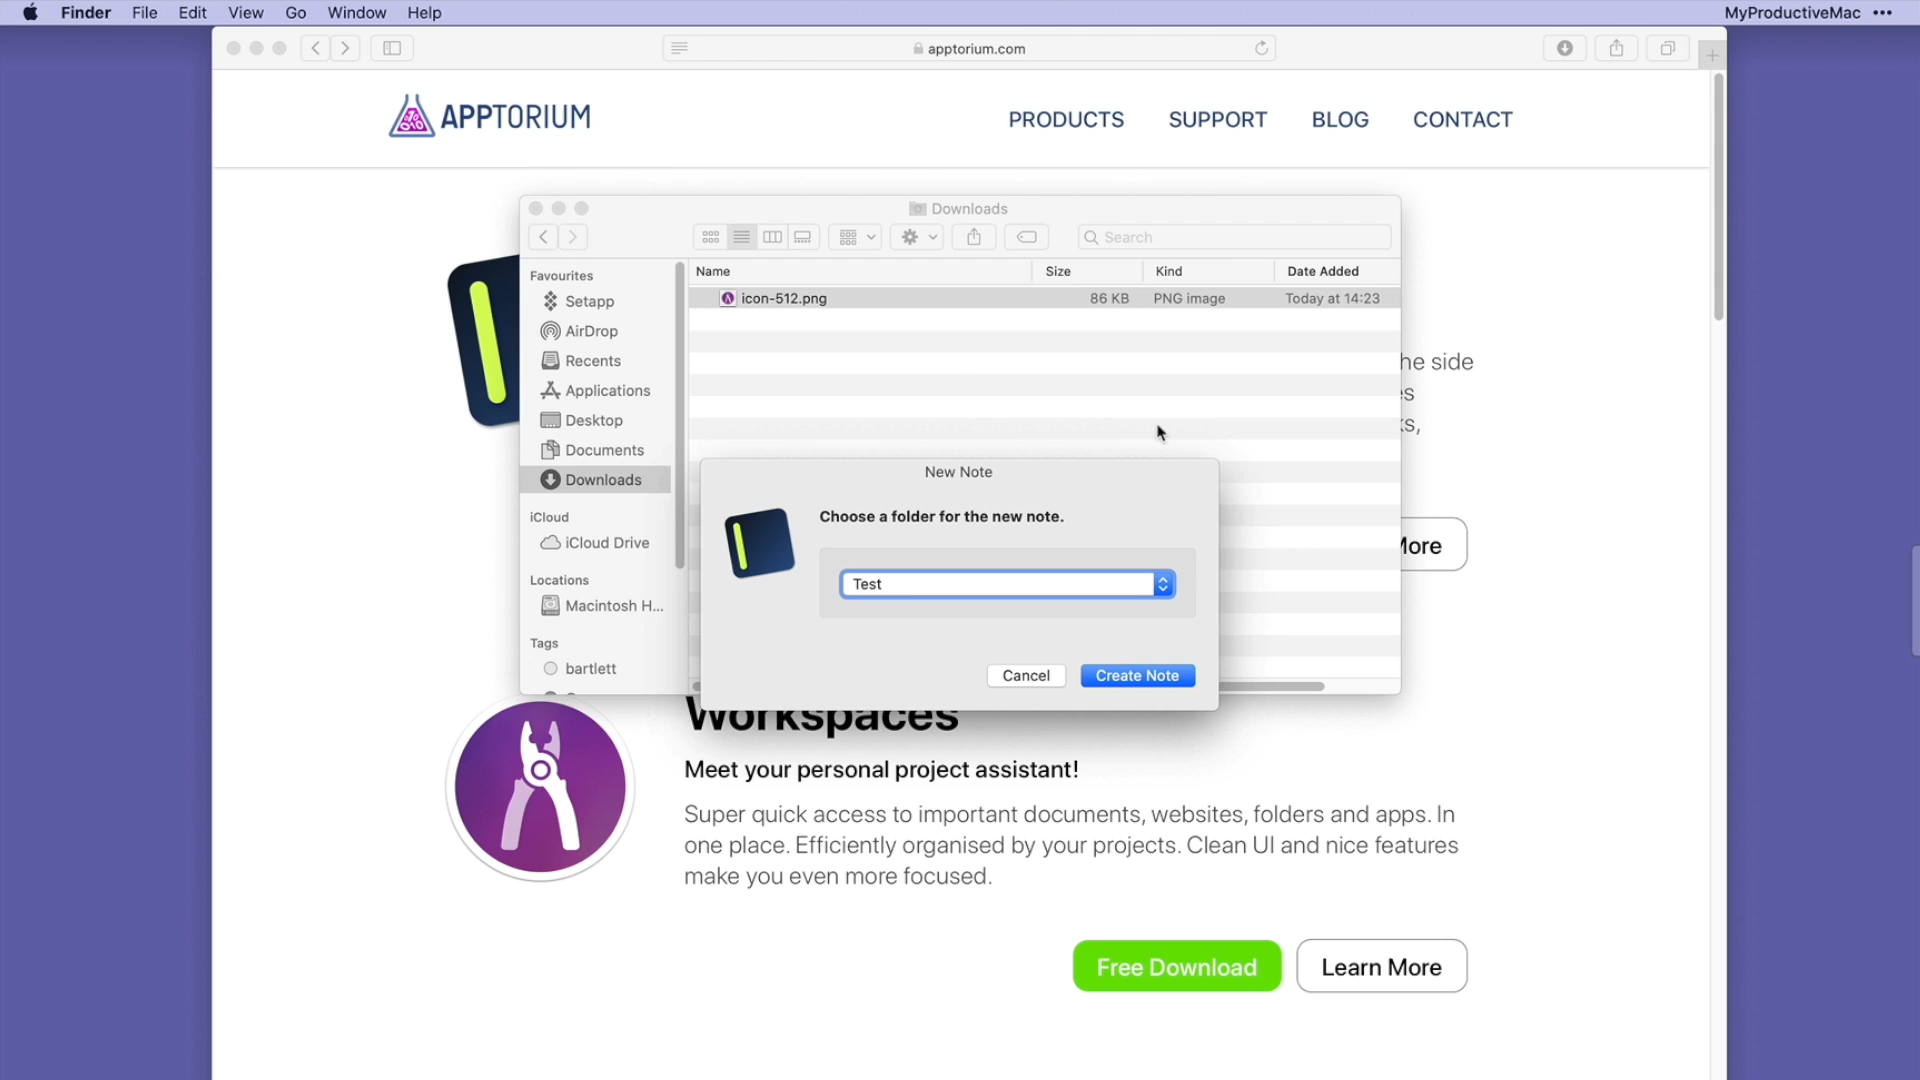 Finder File Edit View Go Window Help MyProductiveMac •••
apptorium.com
APPTORIUM
PRODUCTS SUPPORT BLOG CONTACT
Downloads
Search
Favourites
Setapp
AirDrop
Recents
Applications
Desktop
Documents
Downloads
iCloud
iCloud Drive
Locations
Macintosh H...
Tags
bartlett
Name Size Kind Date Added
icon-512.png 86 KB PNG image Today at 14:23
he side
ks,
New Note
Choose a folder for the new note.
Test
Cancel Create Note
More
Workspaces
Meet your personal project assistant!
Super quick access to important documents, websites, folders and apps. In
one place. Efficiently organised by your projects. Clean UI and nice features
make you even more focused.
Free Download Learn More